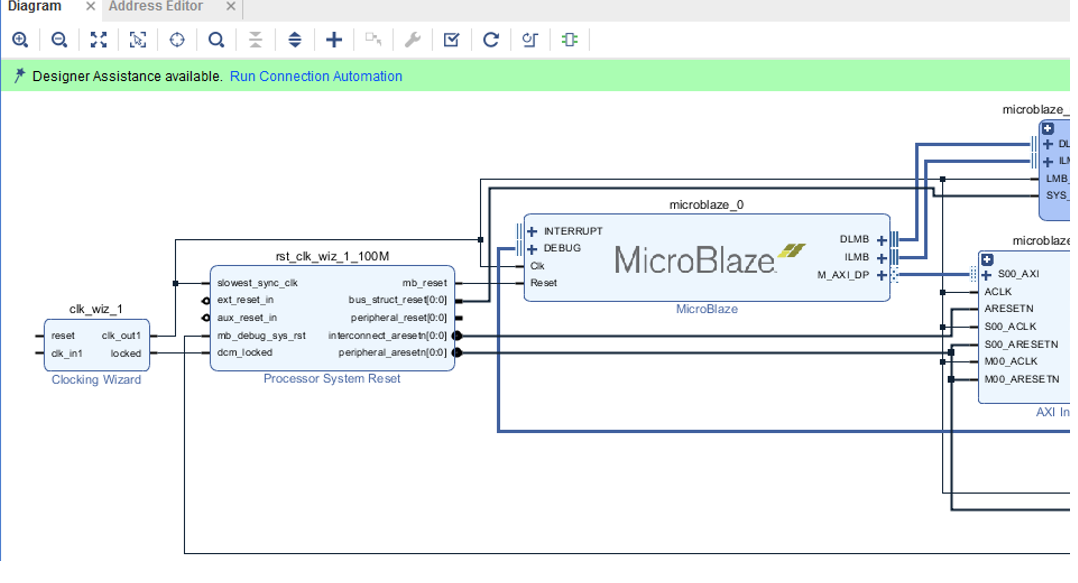 Diagram
Address Editor
Designer Assistance available. Run Connection Automation
microblaze_
DL
ILM
LMB_
SYS_
microblaze_0
INTERRUPT
DEBUG
Clk
Reset
MicroBlaze
DLMB
ILMB
M_AXI_DP
MicroBlaze
microblaze
S00_AXI
ACLK
ARESETN
S00_ACLK
S00_ARESETN
M00_ACLK
M00_ARESETN
AXI In
rst_clk_wiz_1_100M
slowest_sync_clk
ext_reset_in
aux_reset_in
mb_debug_sys_rst
dcm_locked
mb_reset
bus_struct_reset[0:0]
peripheral_reset[0:0]
interconnect_aresetn[0:0]
peripheral_aresetn[0:0]
Processor System Reset
clk_wiz_1
reset
clk_in1
clk_out1
locked
Clocking Wizard